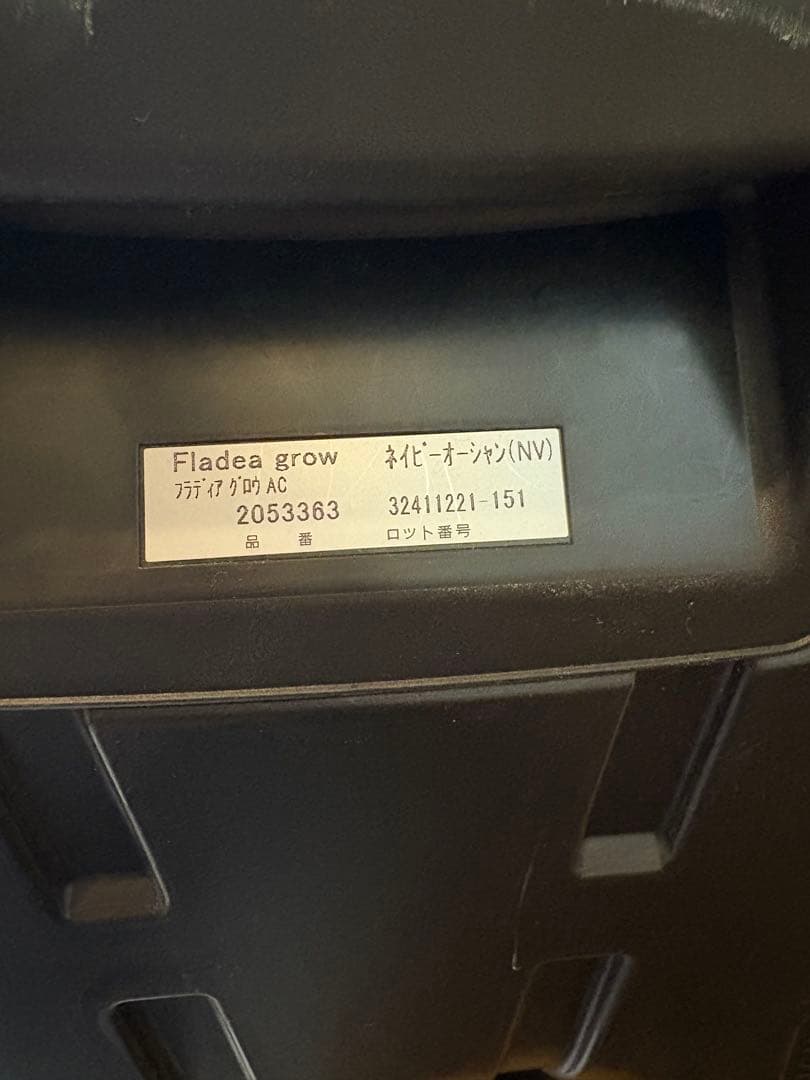 Fladea grow ネイビーオーシャン(NV)
フラディア グロウ AC
2053363 32411221-151
品 番 ロット番号